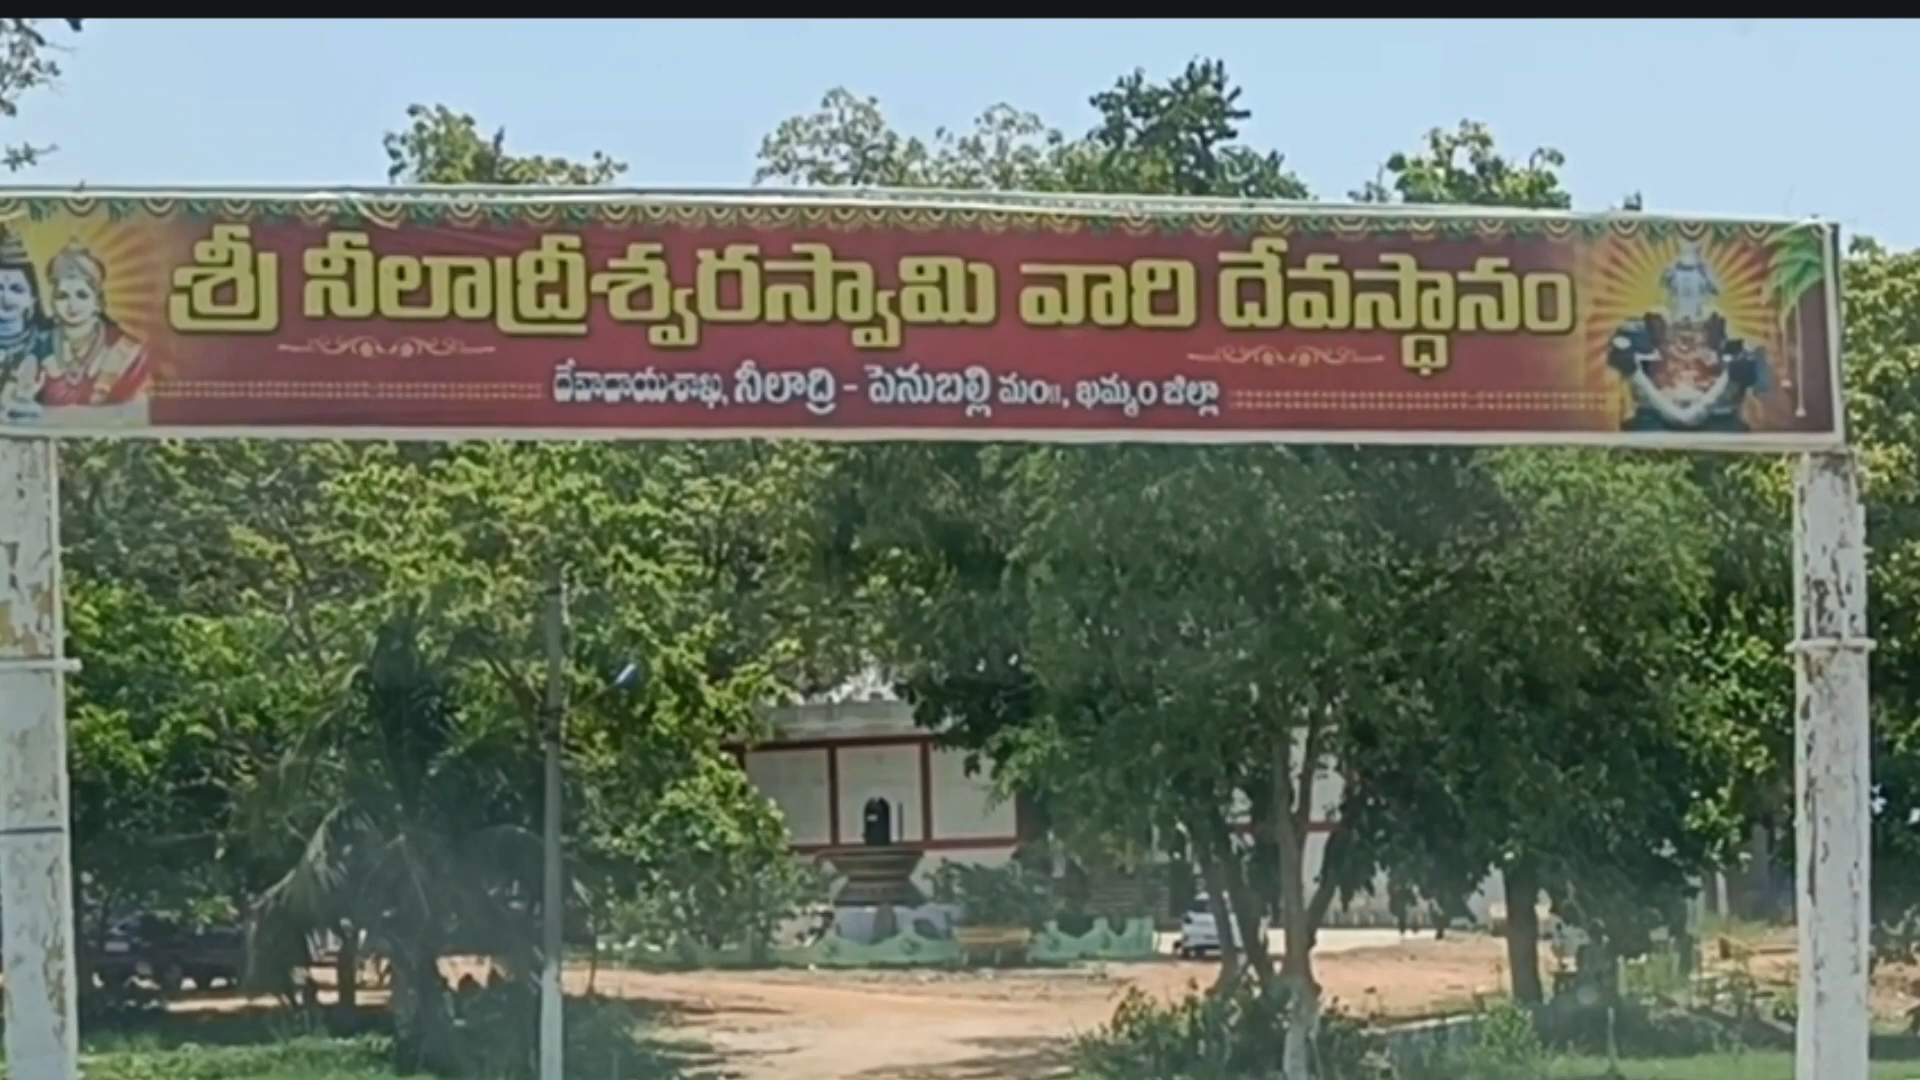 శ్రీ నీలాద్రీశ్వరస్వామి వారి దేవస్థానం
దేవాదాయశాఖ, నీలాద్రి - పెనుబల్లి మం॥, ఖమ్మం జిల్లా